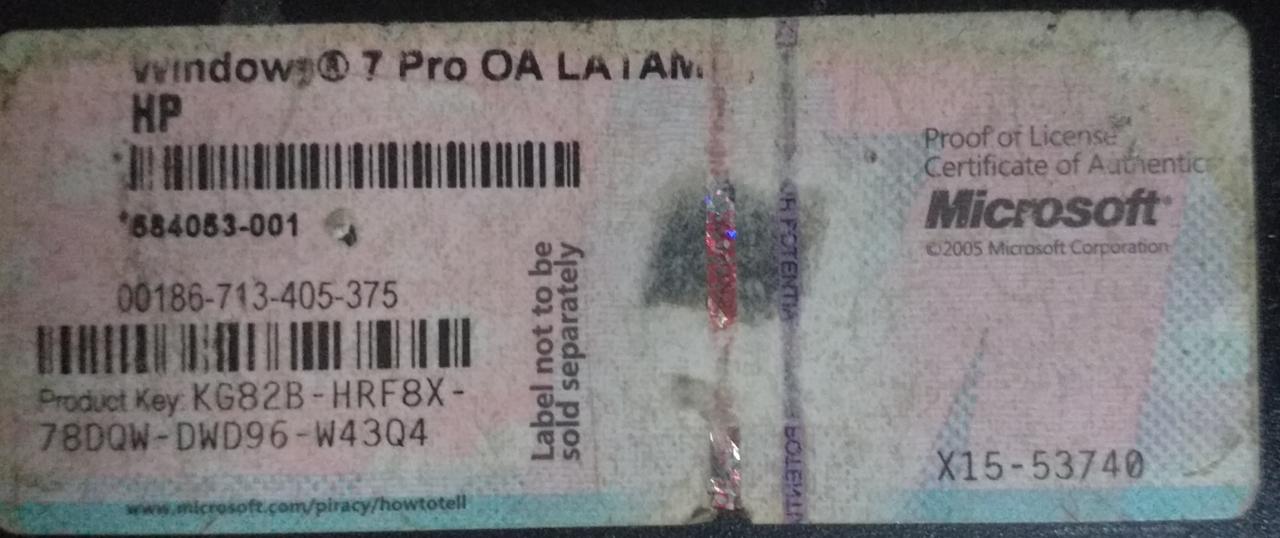 Windows® 7 Pro OA LATAM
HP
*684053-001
00186-713-405-375
Product Key: KG82B-HRF8X-
78DQW-DWD96-W43Q4
www.microsoft.com/piracy/howtotell
Label not to be
sold separately
Proof of License
Certificate of Authentic
Microsoft
©2005 Microsoft Corporation
X15-53740